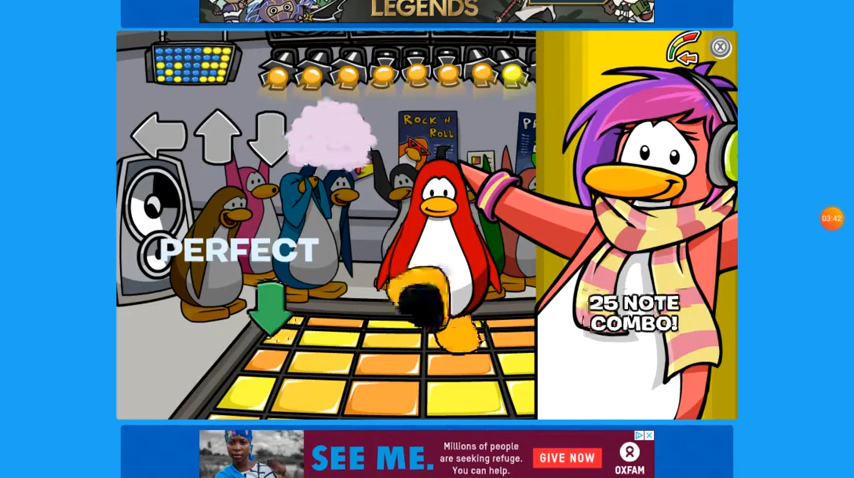 LEGENDS
ROCK N
ROLL
P
PERFECT
25 NOTE
COMBO!
03:42
SEE ME.
Millions of people
are seeking refuge.
You can help.
GIVE NOW
OXFAM